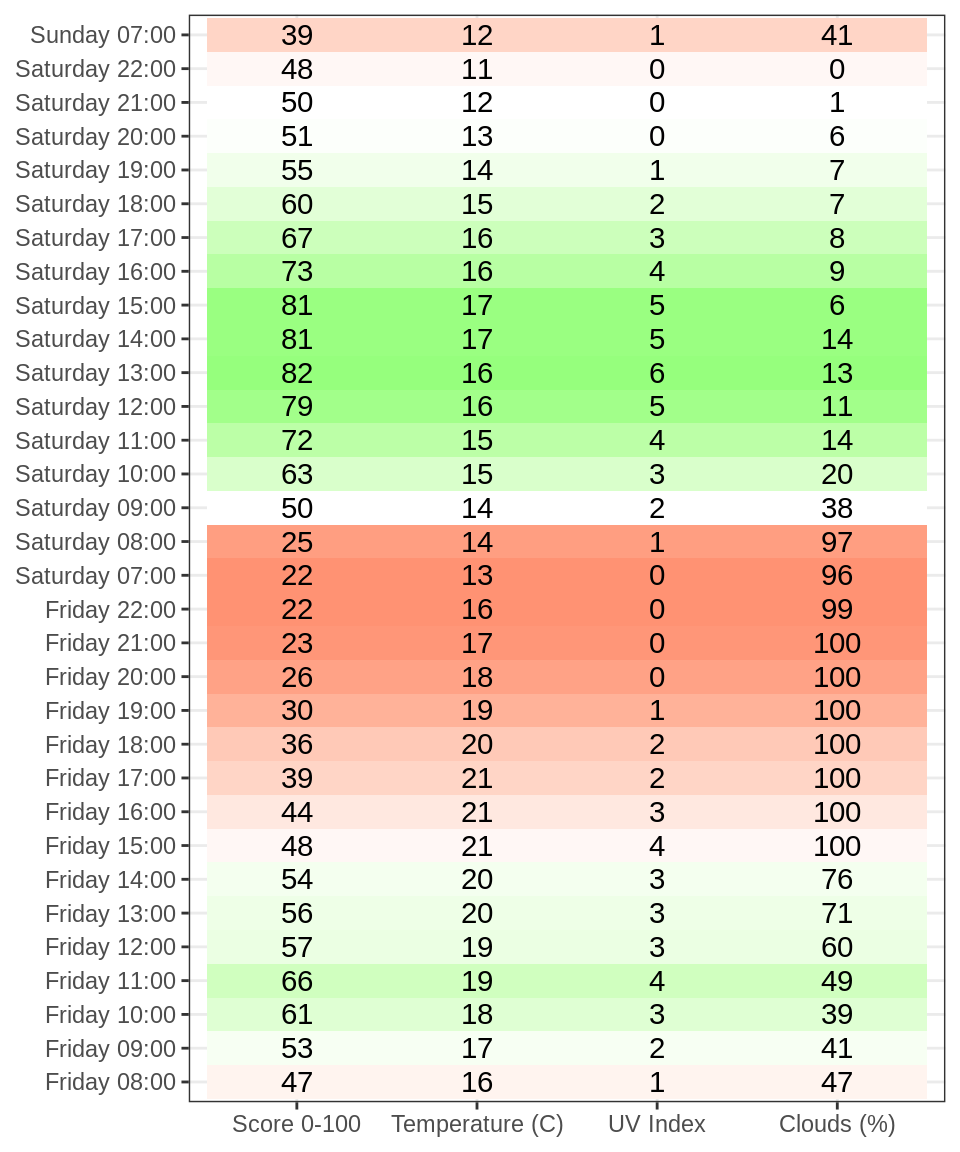 Sunday 07:00 39 12 1 41
Saturday 22:00 48 11 0 0
Saturday 21:00 50 12 0 1
Saturday 20:00 51 13 0 6
Saturday 19:00 55 14 1 7
Saturday 18:00 60 15 2 7
Saturday 17:00 67 16 3 8
Saturday 16:00 73 16 4 9
Saturday 15:00 81 17 5 6
Saturday 14:00 81 17 5 14
Saturday 13:00 82 16 6 13
Saturday 12:00 79 16 5 11
Saturday 11:00 72 15 4 14
Saturday 10:00 63 15 3 20
Saturday 09:00 50 14 2 38
Saturday 08:00 25 14 1 97
Saturday 07:00 22 13 0 96
Friday 22:00 22 16 0 99
Friday 21:00 23 17 0 100
Friday 20:00 26 18 0 100
Friday 19:00 30 19 1 100
Friday 18:00 36 20 2 100
Friday 17:00 39 21 2 100
Friday 16:00 44 21 3 100
Friday 15:00 48 21 4 100
Friday 14:00 54 20 3 76
Friday 13:00 56 20 3 71
Friday 12:00 57 19 3 60
Friday 11:00 66 19 4 49
Friday 10:00 61 18 3 39
Friday 09:00 53 17 2 41
Friday 08:00 47 16 1 47
Score 0-100 Temperature (C) UV Index Clouds (%)